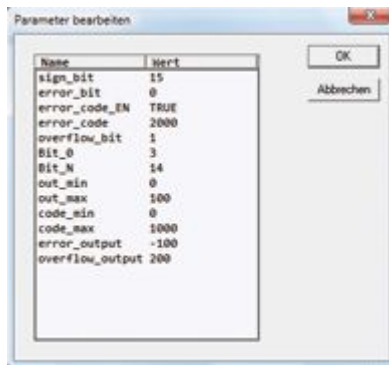 Parameter bearbeiten
Name Wert
sign_bit 15
error_bit 0
error_code_EN TRUE
error_code 2000
overflow_bit 1
Bit_0 3
Bit_N 14
out_min 0
out_max 100
code_min 0
code_max 1000
error_output -100
overflow_output 200
OK
Abbrechen